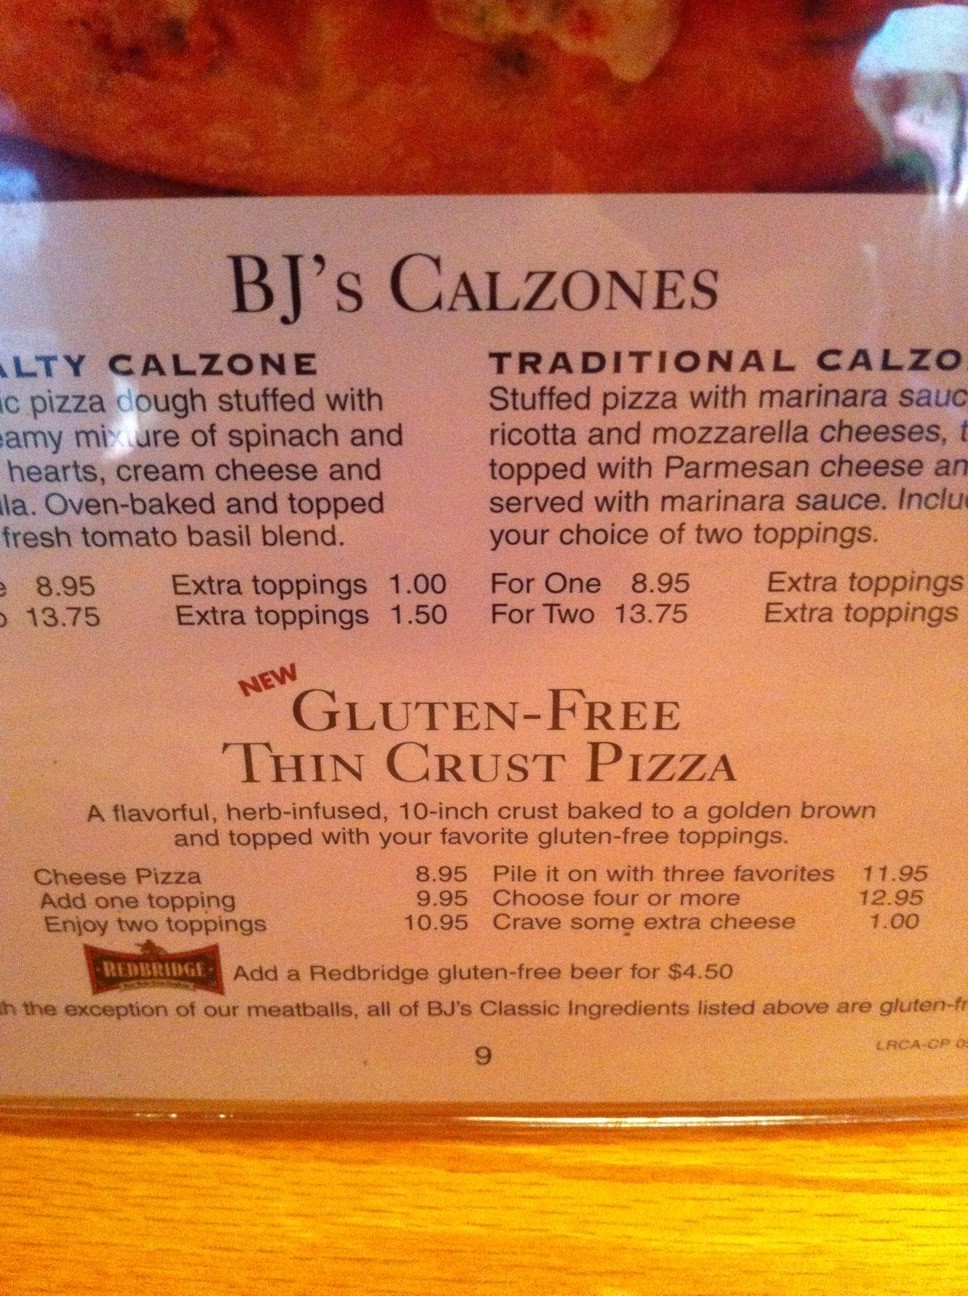 BJ's CALZONES
ALTY CALZONE
ic pizza dough stuffed with
eamy mixture of spinach and
hearts, cream cheese and
lla. Oven-baked and topped
fresh tomato basil blend.
e 8.95 Extra toppings 1.00
o 13.75 Extra toppings 1.50
TRADITIONAL CALZO
Stuffed pizza with marinara sauc
ricotta and mozzarella cheeses, t
topped with Parmesan cheese an
served with marinara sauce. Includ
your choice of two toppings.
For One 8.95 Extra toppings
For Two 13.75 Extra toppings
NEW
GLUTEN-FREE
THIN CRUST PIZZA
A flavorful, herb-infused, 10-inch crust baked to a golden brown
and topped with your favorite gluten-free toppings.
Cheese Pizza 8.95 Pile it on with three favorites 11.95
Add one topping 9.95 Choose four or more 12.95
Enjoy two toppings 10.95 Crave some extra cheese 1.00
REDBRIDGE Add a Redbridge gluten-free beer for $4.50
th the exception of our meatballs, all of BJ's Classic Ingredients listed above are gluten-fr
9
LRCA-CP